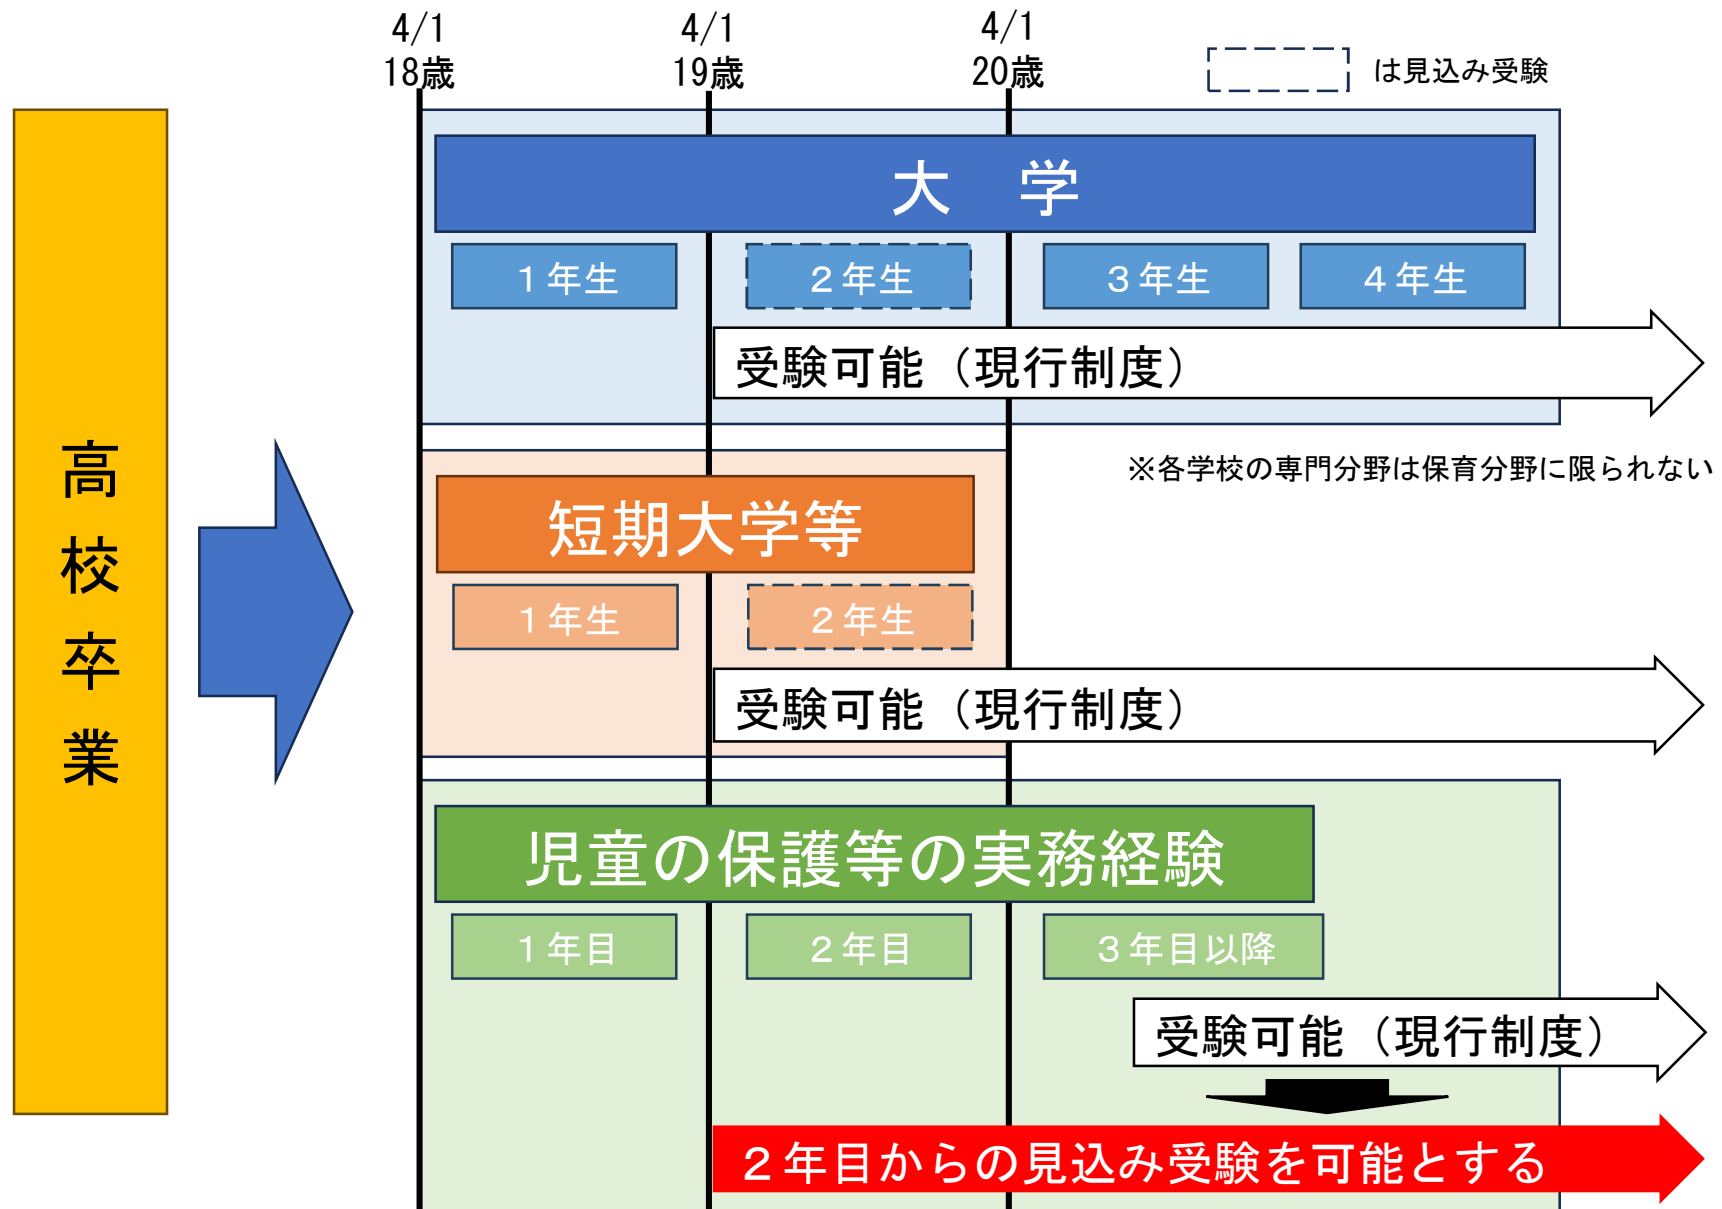 4/1
18歳
4/1
19歳
4/1
20歳
は見込み受験
高校卒業
大　学
１年生
２年生
３年生
４年生
受験可能（現行制度）
※各学校の専門分野は保育分野に限られない
短期大学等
１年生
２年生
受験可能（現行制度）
児童の保護等の実務経験
１年目
２年目
３年目以降
受験可能（現行制度）
２年目からの見込み受験を可能とする